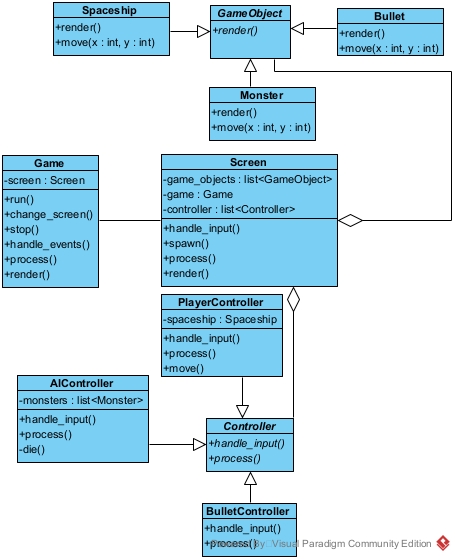 Spaceship
+render()
+move(x : int, y : int)
GameObject
+render()
Bullet
+render()
+move(x : int, y : int)
Monster
+render()
+move(x : int, y : int)
Game
-screen : Screen
+run()
+change_screen()
+stop()
+handle_events()
+process()
+render()
Screen
-game_objects : list<GameObject>
-game : Game
-controller : list<Controller>
+handle_input()
+spawn()
+process()
+render()
PlayerController
-spaceship : Spaceship
+handle_input()
+process()
+move()
AIController
-monsters : list<Monster>
+handle_input()
+process()
-die()
Controller
+handle_input()
+process()
BulletController
+handle_input()
+process()
By Visual Paradigm Community Edition